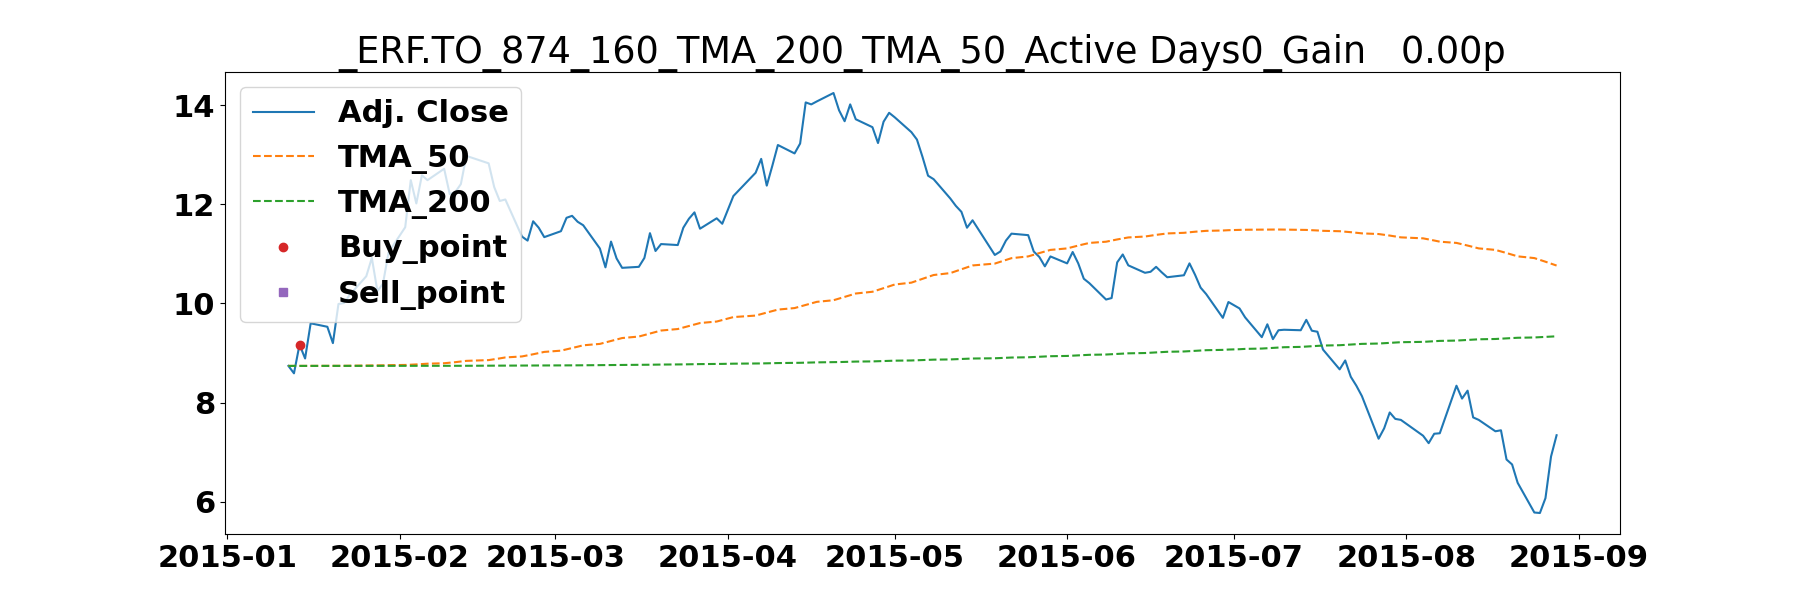 _ERF.TO_874_160_TMA_200_TMA_50_Active Days0_Gain   0.00p
14
12
10
8
6
Adj. Close
TMA_50
TMA_200
Buy_point
Sell_point
2015-01 2015-02 2015-03 2015-04 2015-05 2015-06 2015-07 2015-08 2015-09